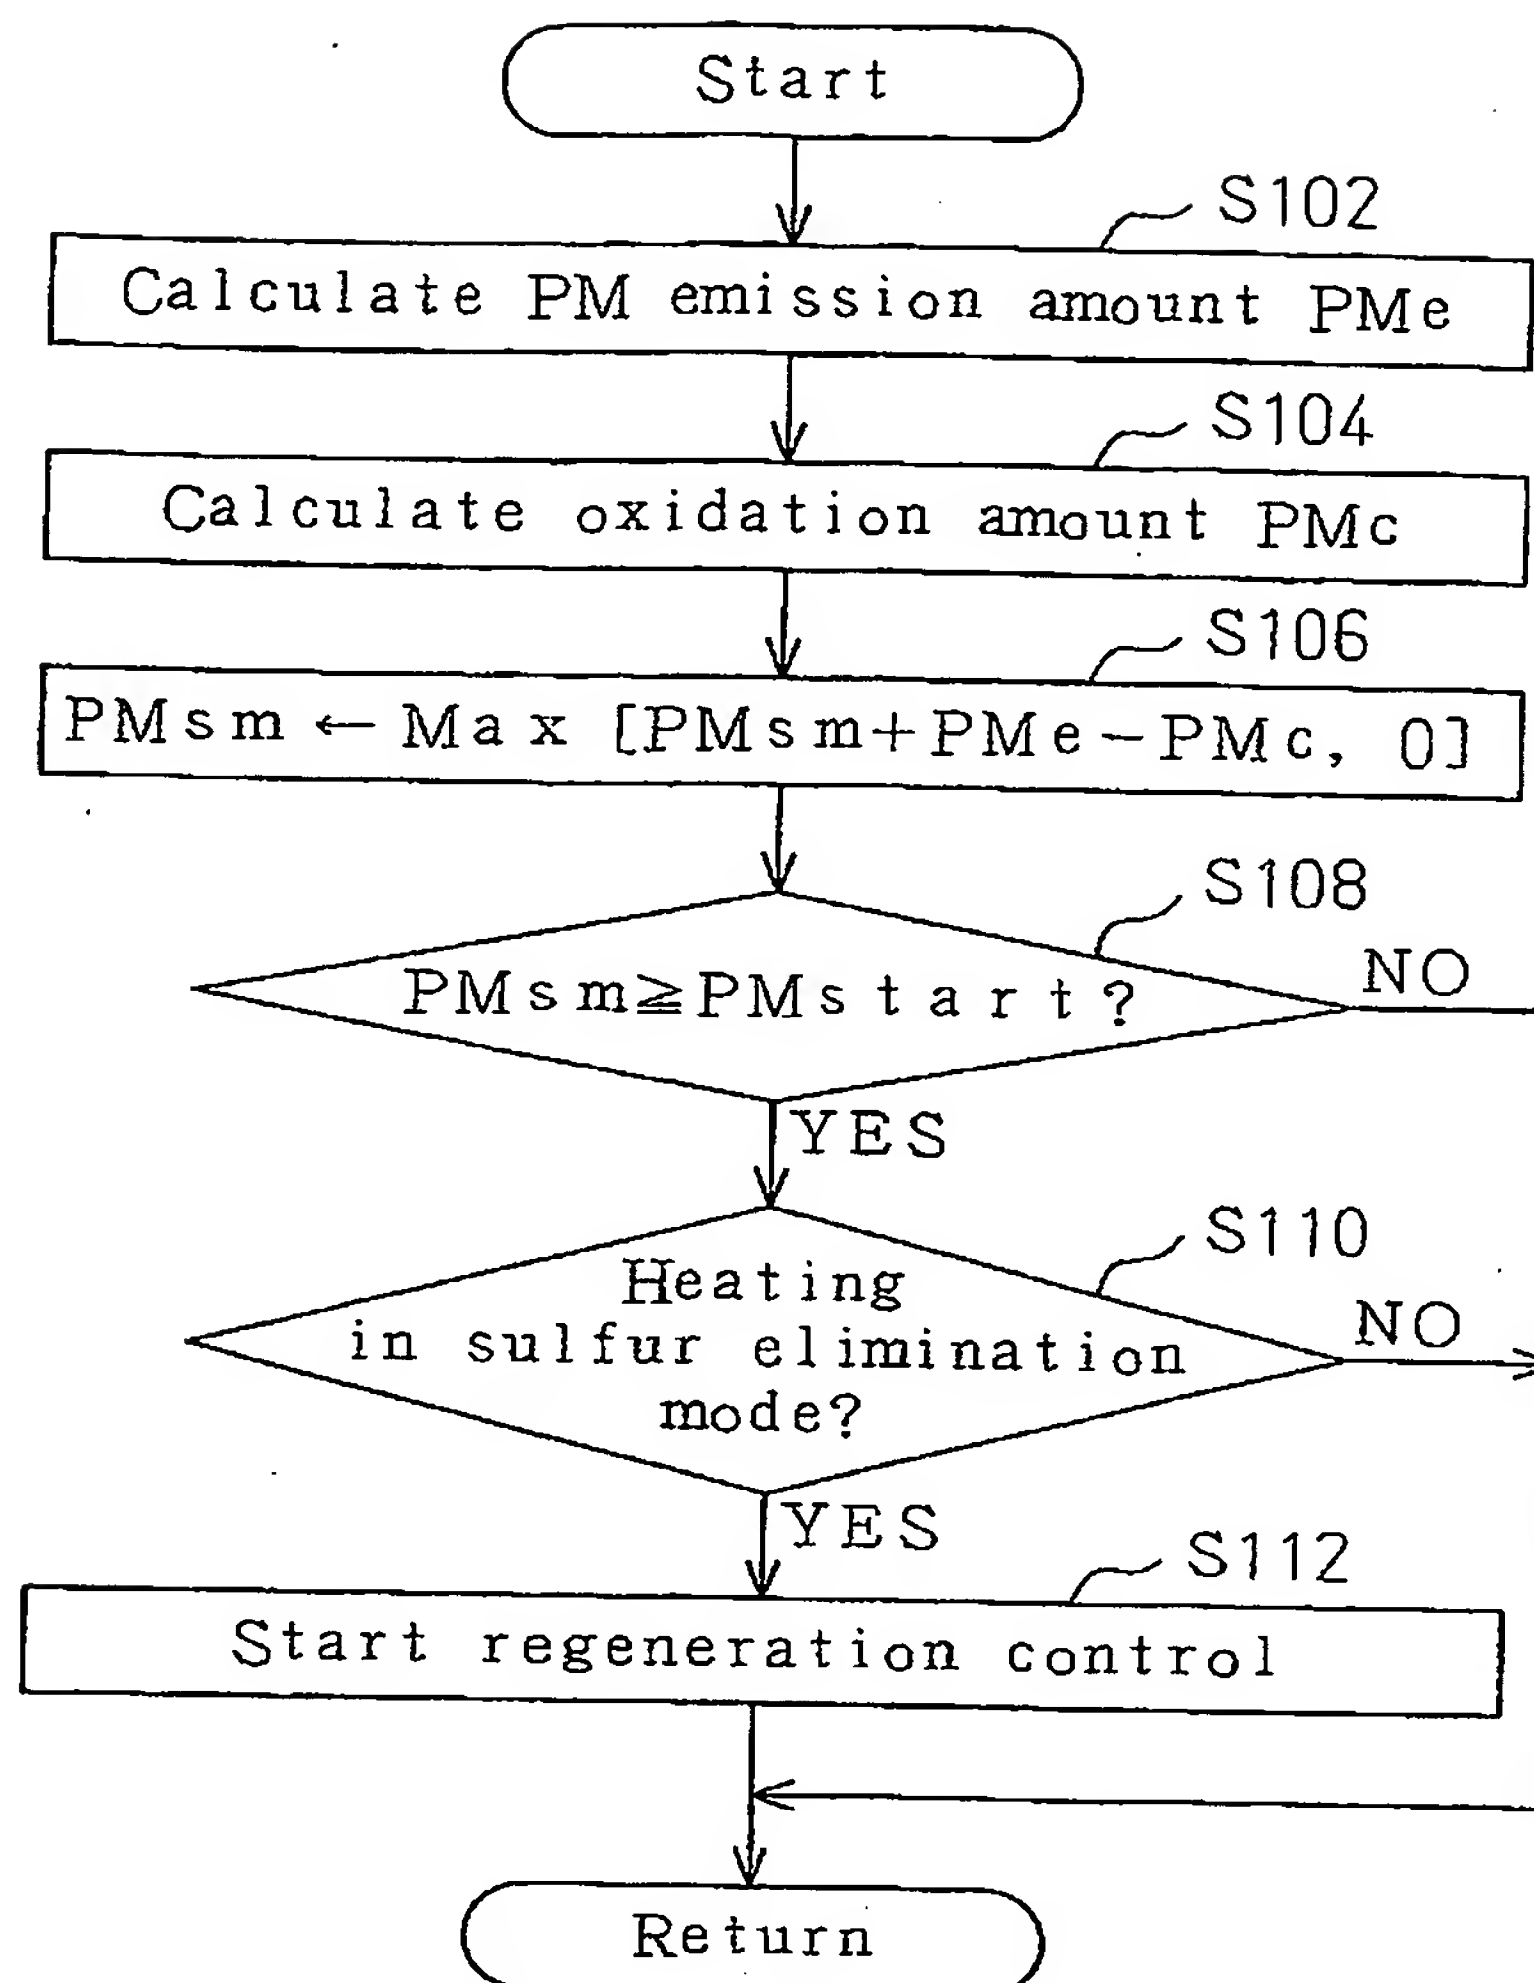 Start
S102
Calculate PM emission amount PMe
S104
Calculate oxidation amount PMc
S106
PMsm ← Max [PMsm+PMe−PMc, 0]
S108
PMsm≧PMstart?
NO
YES
S110
Heating
in sulfur elimination
mode?
NO
YES
S112
Start regeneration control
Return